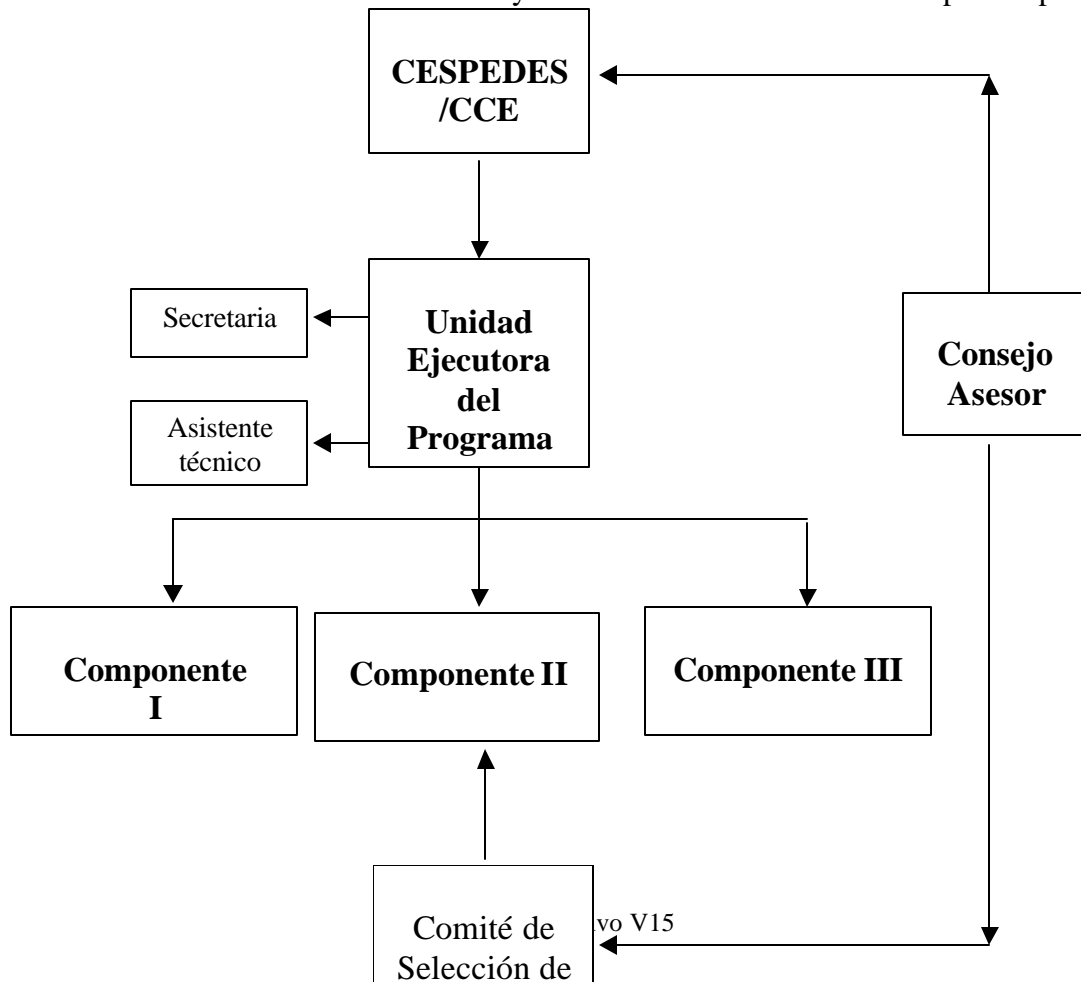 CESPEDES
/CCE
Secretaria
Unidad
Ejecutora
del
Programa
Consejo
Asesor
Asistente
técnico
Componente
I
Componente II
Componente III
Comité de
Selección de
vo V15